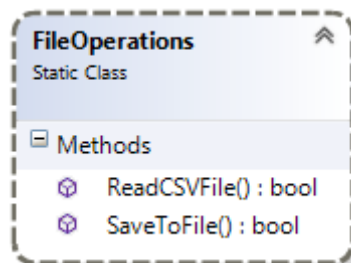 FileOperations
Static Class
Methods
ReadCSVFile() : bool
SaveToFile() : bool